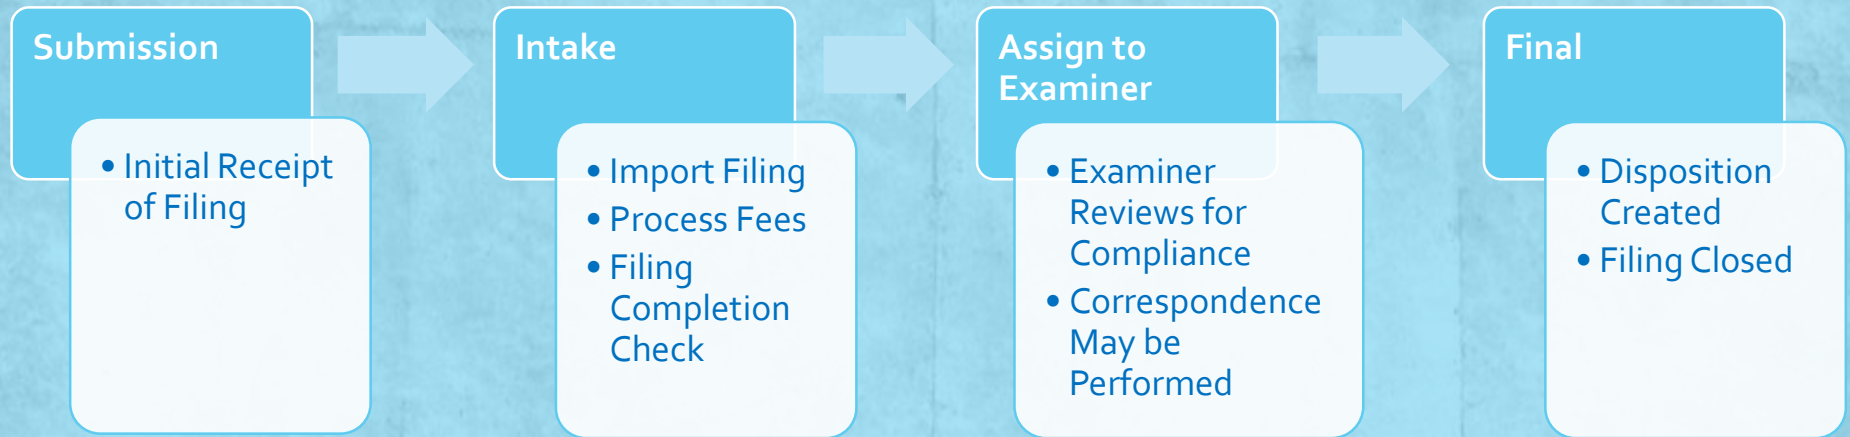 Submission
• Initial Receipt
of Filing
Intake
• Import Filing
• Process Fees
• Filing
Completion
Check
Assign to
Examiner
• Examiner
Reviews for
Compliance
• Correspondence
May be
Performed
Final
• Disposition
Created
• Filing Closed